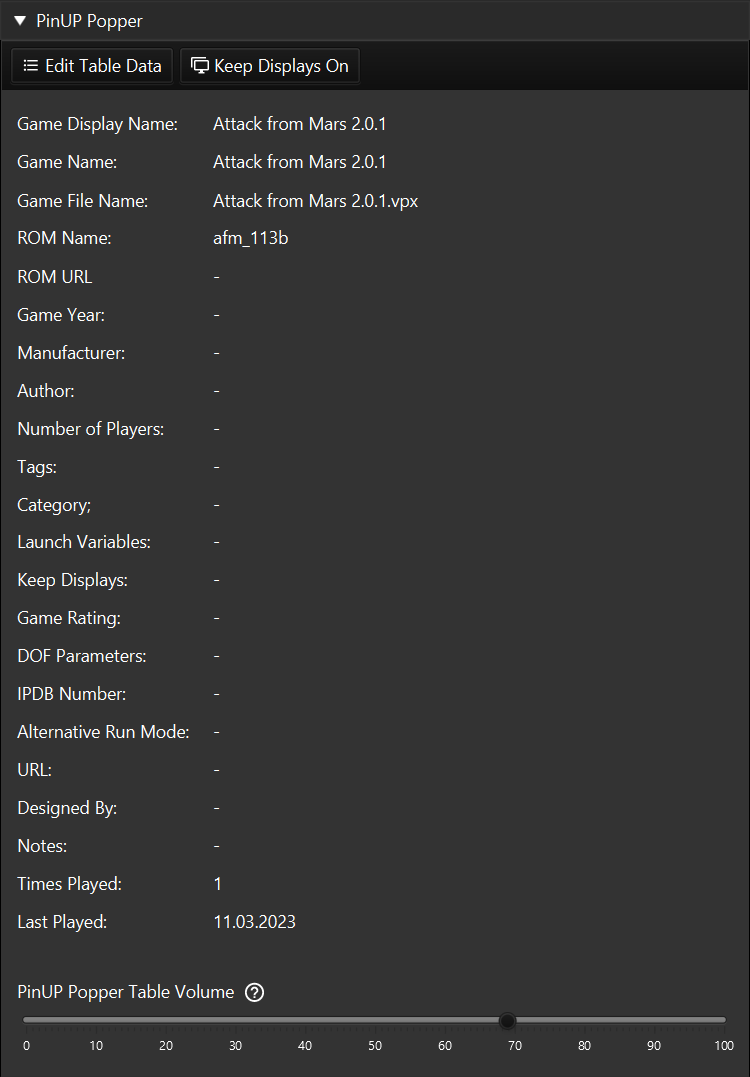 PinUP Popper
Edit Table Data Keep Displays On
Game Display Name: Attack from Mars 2.0.1
Game Name: Attack from Mars 2.0.1
Game File Name: Attack from Mars 2.0.1.vpx
ROM Name: afm_113b
ROM URL -
Game Year: -
Manufacturer: -
Author: -
Number of Players: -
Tags: -
Category; -
Launch Variables: -
Keep Displays: -
Game Rating: -
DOF Parameters: -
IPDB Number: -
Alternative Run Mode: -
URL: -
Designed By: -
Notes: -
Times Played: 1
Last Played: 11.03.2023
PinUP Popper Table Volume ?
0 10 20 30 40 50 60 70 80 90 100